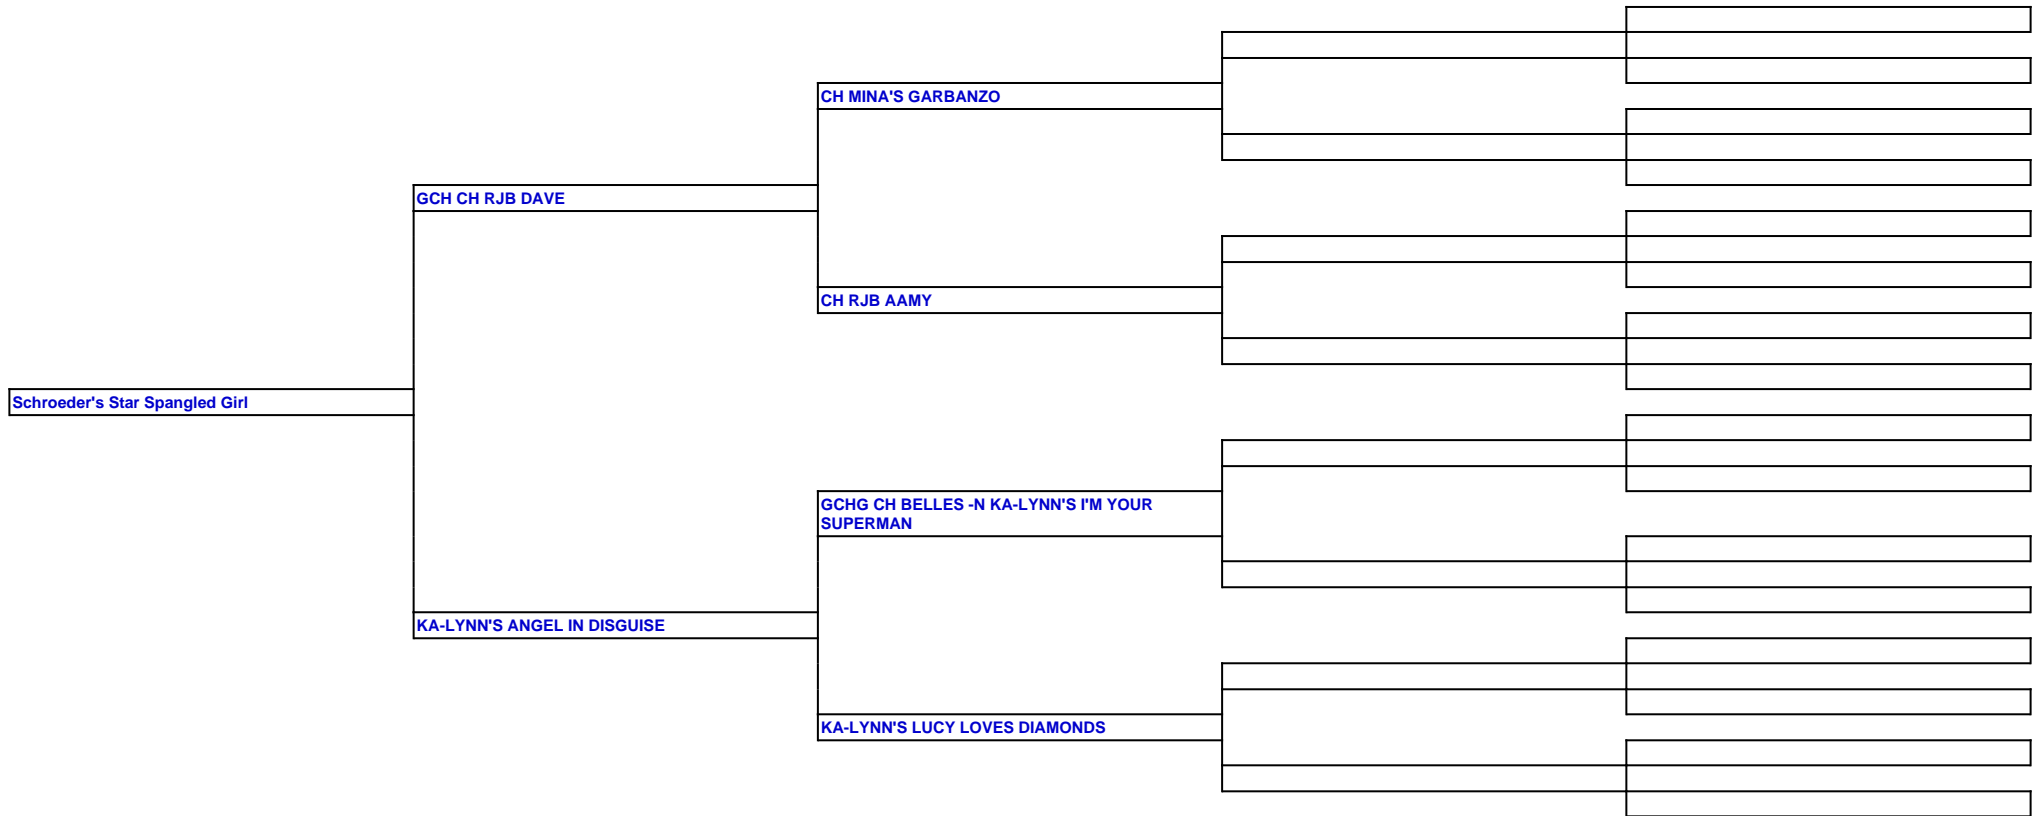 CH MINA'S GARBANZO
GCH CH RJB DAVE
CH RJB AAMY
Schroeder's Star Spangled Girl
GCHG CH BELLES -N KA-LYNN'S I'M YOUR
SUPERMAN
KA-LYNN'S ANGEL IN DISGUISE
KA-LYNN'S LUCY LOVES DIAMONDS